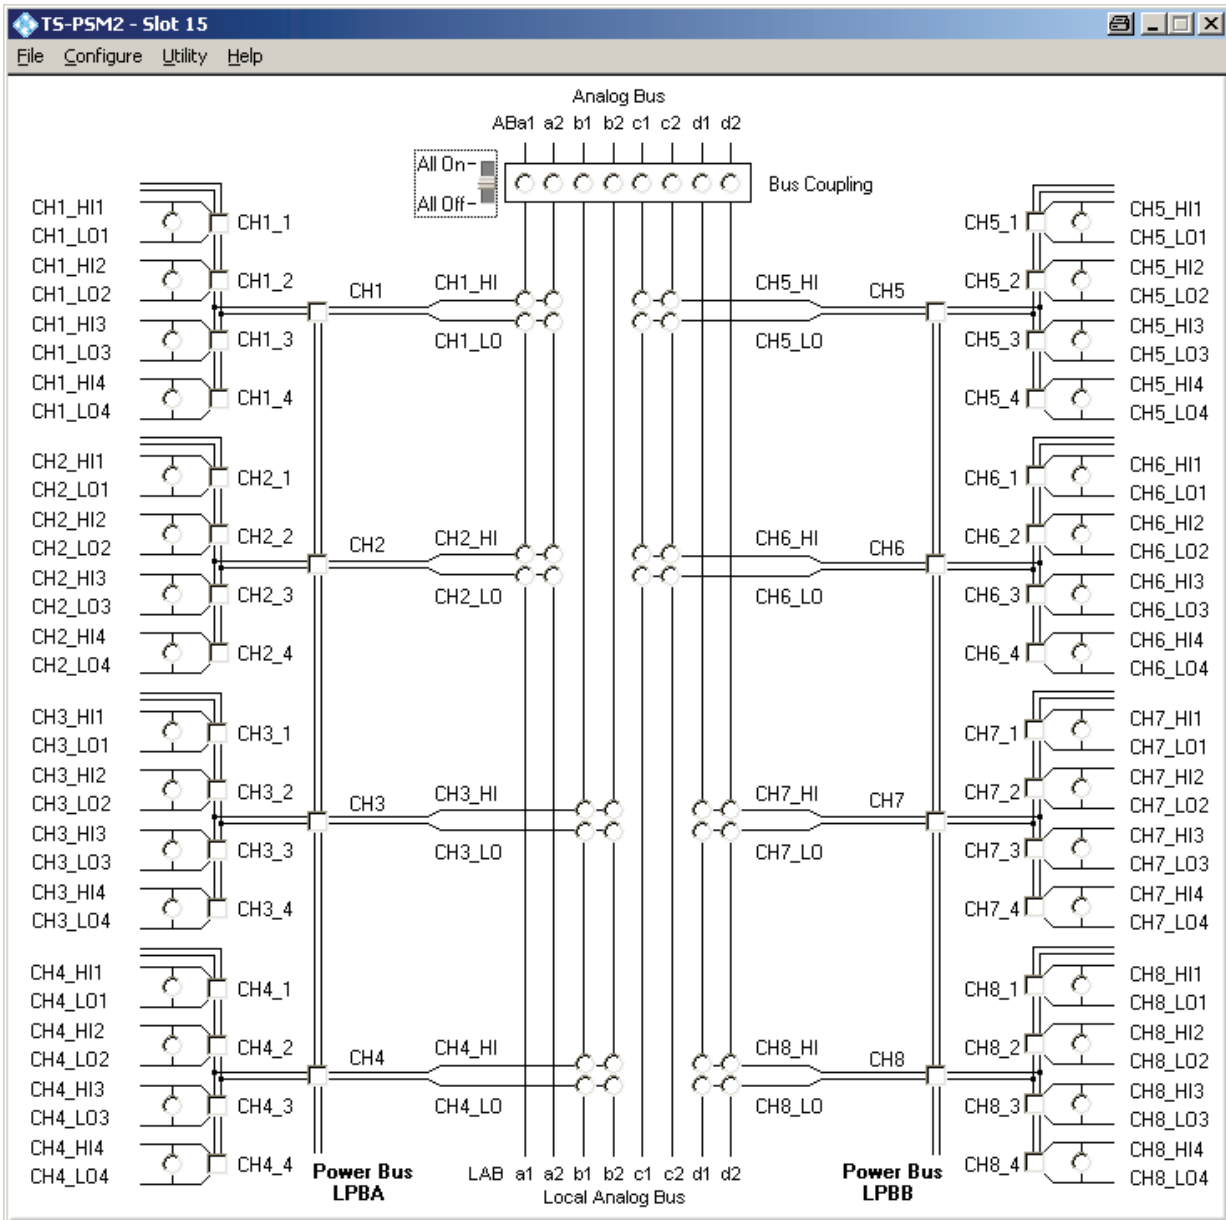 TS-PSM2 - Slot 15
File Configure Utility Help
Analog Bus
ABa1 a2 b1 b2 c1 c2 d1 d2
All On-
All Off-
Bus Coupling
CH1_HI1
CH1_LO1
CH1_1
CH1_HI2
CH1_LO2
CH1_2
CH1_HI3
CH1_LO3
CH1_3
CH1_HI4
CH1_LO4
CH1_4
CH1
CH1_HI
CH1_LO
CH5_HI
CH5_LO
CH5
CH5_1
CH5_HI1
CH5_LO1
CH5_2
CH5_HI2
CH5_LO2
CH5_3
CH5_HI3
CH5_LO3
CH5_4
CH5_HI4
CH5_LO4
CH2_HI1
CH2_LO1
CH2_1
CH2_HI2
CH2_LO2
CH2_2
CH2_HI3
CH2_LO3
CH2_3
CH2_HI4
CH2_LO4
CH2_4
CH2
CH2_HI
CH2_LO
CH6_HI
CH6_LO
CH6
CH6_1
CH6_HI1
CH6_LO1
CH6_2
CH6_HI2
CH6_LO2
CH6_3
CH6_HI3
CH6_LO3
CH6_4
CH6_HI4
CH6_LO4
CH3_HI1
CH3_LO1
CH3_1
CH3_HI2
CH3_LO2
CH3_2
CH3_HI3
CH3_LO3
CH3_3
CH3_HI4
CH3_LO4
CH3_4
CH3
CH3_HI
CH3_LO
CH7_HI
CH7_LO
CH7
CH7_1
CH7_HI1
CH7_LO1
CH7_2
CH7_HI2
CH7_LO2
CH7_3
CH7_HI3
CH7_LO3
CH7_4
CH7_HI4
CH7_LO4
CH4_HI1
CH4_LO1
CH4_1
CH4_HI2
CH4_LO2
CH4_2
CH4_HI3
CH4_LO3
CH4_3
CH4_HI4
CH4_LO4
CH4_4
CH4
CH4_HI
CH4_LO
CH8_HI
CH8_LO
CH8
CH8_1
CH8_HI1
CH8_LO1
CH8_2
CH8_HI2
CH8_LO2
CH8_3
CH8_HI3
CH8_LO3
CH8_4
CH8_HI4
CH8_LO4
Power Bus
LPBA
LAB a1 a2 b1 b2 c1 c2 d1 d2
Local Analog Bus
Power Bus
LPBB